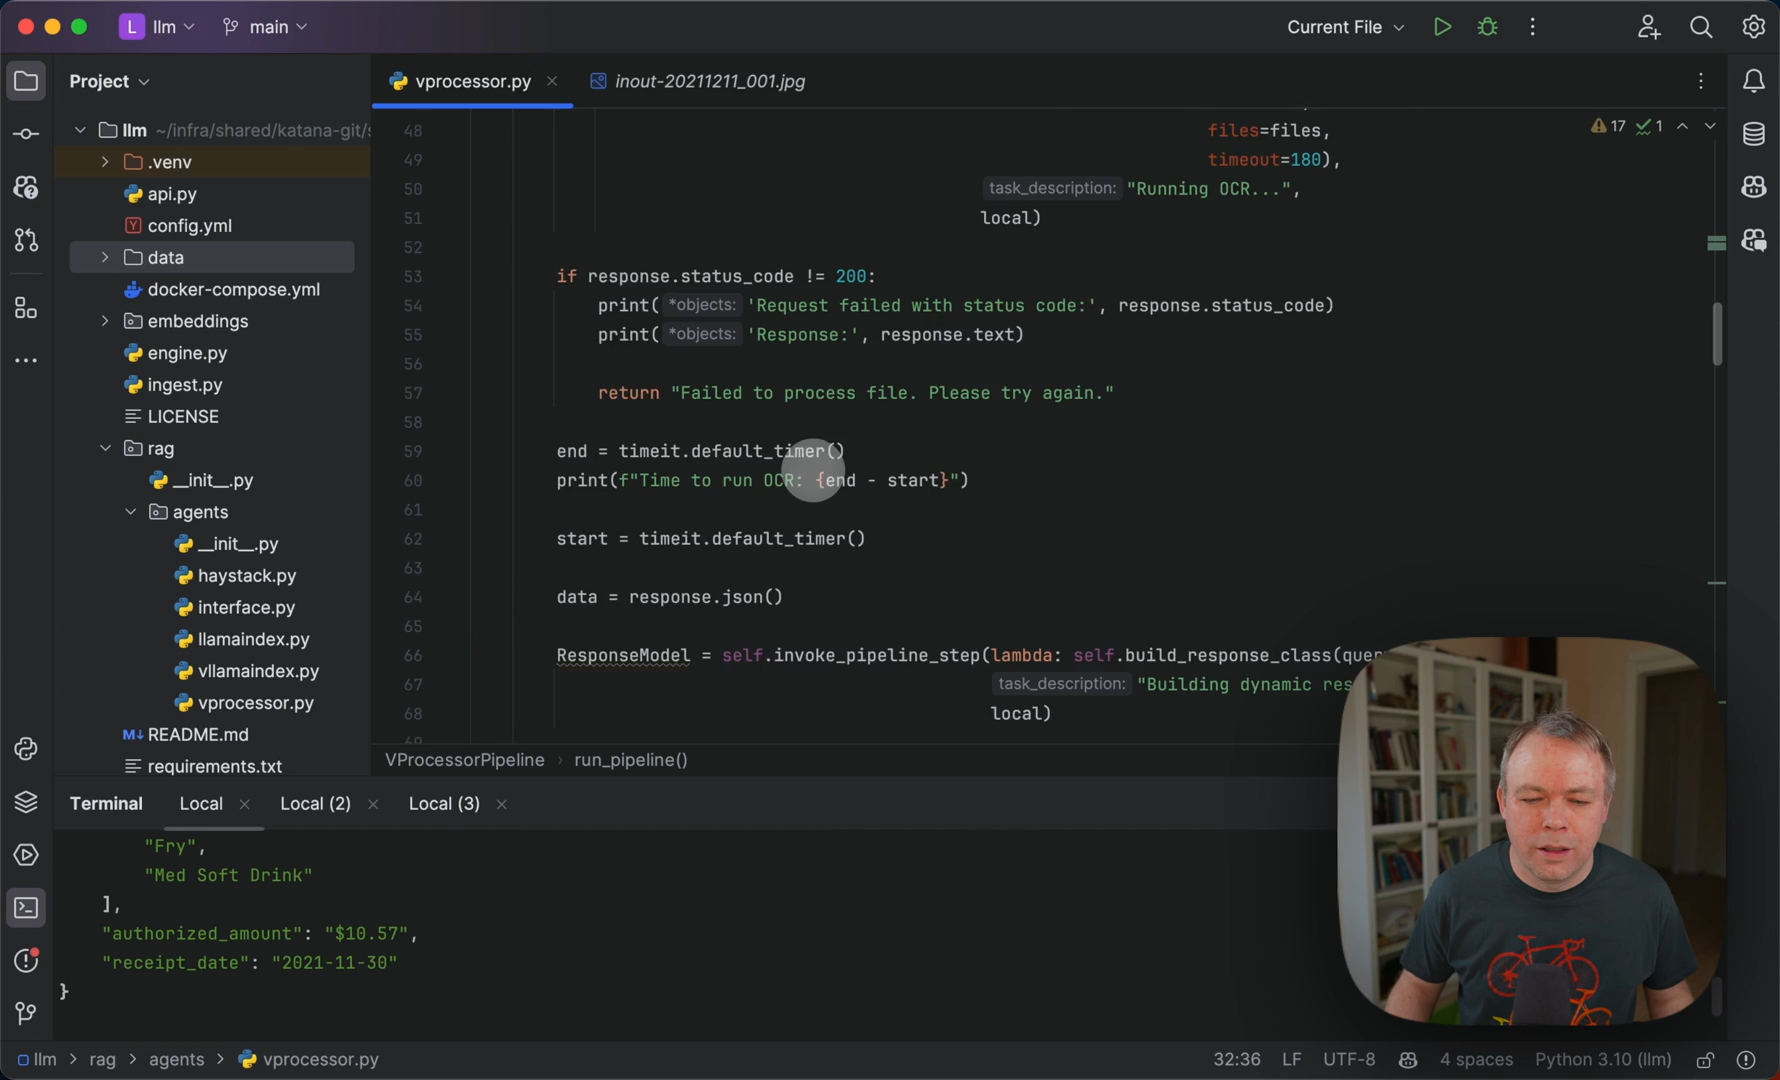 L llm main Current File
Project
vprocessor.py inout-20211211_001.jpg
llm ~/infra/shared/katana-git/s
.venv
api.py
config.yml
data
docker-compose.yml
embeddings
engine.py
ingest.py
LICENSE
rag
__init__.py
agents
__init__.py
haystack.py
interface.py
llamaindex.py
vllamaindex.py
vprocessor.py
README.md
requirements.txt
17 1
48 files=files,
49 timeout=180),
50 task_description: "Running OCR...",
51 local)
52
53 if response.status_code != 200:
54 print( *objects: 'Request failed with status code:', response.status_code)
55 print( *objects: 'Response:', response.text)
56
57 return "Failed to process file. Please try again."
58
59 end = timeit.default_timer()
60 print(f"Time to run OCR: {end - start}")
61
62 start = timeit.default_timer()
63
64 data = response.json()
65
66 ResponseModel = self.invoke_pipeline_step(lambda: self.build_response_class(quer
67 task_description: "Building dynamic res
68 local)
69
VProcessorPipeline › run_pipeline()
Terminal Local Local (2) Local (3)
"Fry",
"Med Soft Drink"
],
"authorized_amount": "$10.57",
"receipt_date": "2021-11-30"
}
llm > rag > agents > vprocessor.py 32:36 LF UTF-8 4 spaces Python 3.10 (llm)